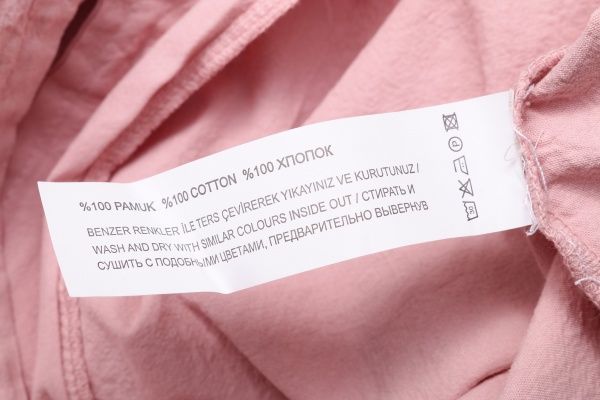 %100 PAMUK %100 COTTON %100 ХЛОПОК
BENZER RENKLER İLE TERS ÇEVİREREK YIKAYINIZ VE KURUTUNUZ /
WASH AND DRY WITH SIMILAR COLOURS INSIDE OUT / СТИРАТЬ И
СУШИТЬ С ПОДОБНЫМИ ЦВЕТАМИ, ПРЕДВАРИТЕЛЬНО ВЫВЕРНУВ
P